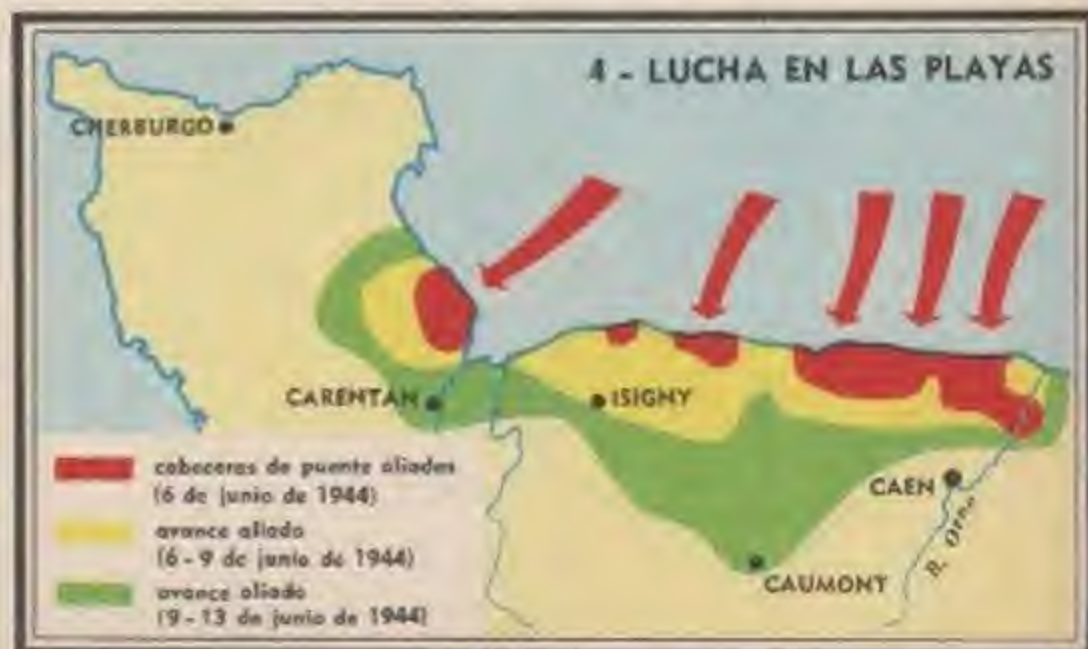 4 - LUCHA EN LAS PLAYAS
CHERBURGO
CARENTAN
ISIGNY
CAEN
R. Orne
CAUMONT
cabeceras de puente aliadas
(6 de junio de 1944)
avance aliado
(6 - 9 de junio de 1944)
avance aliado
(9 - 13 de junio de 1944)